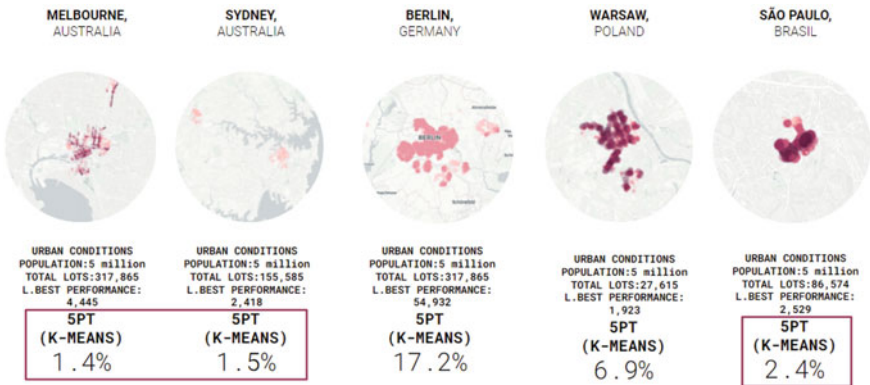 MELBOURNE,
AUSTRALIA
SYDNEY,
AUSTRALIA
BERLIN,
GERMANY
WARSAW,
POLAND
SÃO PAULO,
BRASIL
BERLIN
URBAN CONDITIONS
POPULATION:5 million
TOTAL LOTS:317,865
L.BEST PERFORMANCE:
4,445
5PT
(K-MEANS)
1.4%
URBAN CONDITIONS
POPULATION:5 million
TOTAL LOTS:155,585
L.BEST PERFORMANCE:
2,418
5PT
(K-MEANS)
1.5%
URBAN CONDITIONS
POPULATION:5 million
TOTAL LOTS:317,865
L.BEST PERFORMANCE:
54,932
5PT
(K-MEANS)
17.2%
URBAN CONDITIONS
POPULATION:5 million
TOTAL LOTS:27,615
L.BEST PERFORMANCE:
1,923
5PT
(K-MEANS)
6.9%
URBAN CONDITIONS
POPULATION:5 million
TOTAL LOTS:86,574
L.BEST PERFORMANCE:
2,529
5PT
(K-MEANS)
2.4%